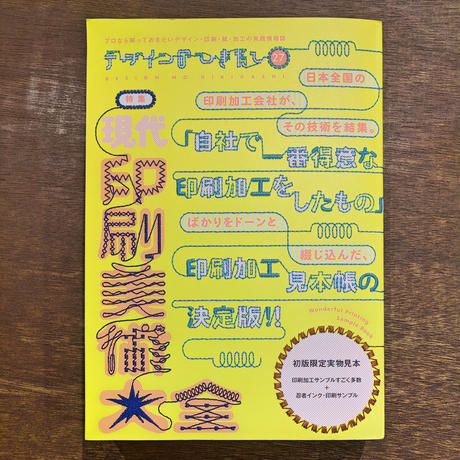 プロなら知っておきたいデザイン・印刷・紙・加工の実践情報誌
デザインのひきだし 27
DESIGN NO HIKIDASHI
特集
現代
印刷美術大全
日本全国の
印刷加工会社が、
その技術を結集。
「自社で一番得意な
印刷加工をしたもの」
ばかりをドーンと
綴じ込んだ、
印刷加工見本帳の
決定版!!
Wonderful Printing
Sample Book
初版限定実物見本
印刷加工サンプルすごく多数
+
忍者インク・印刷サンプル